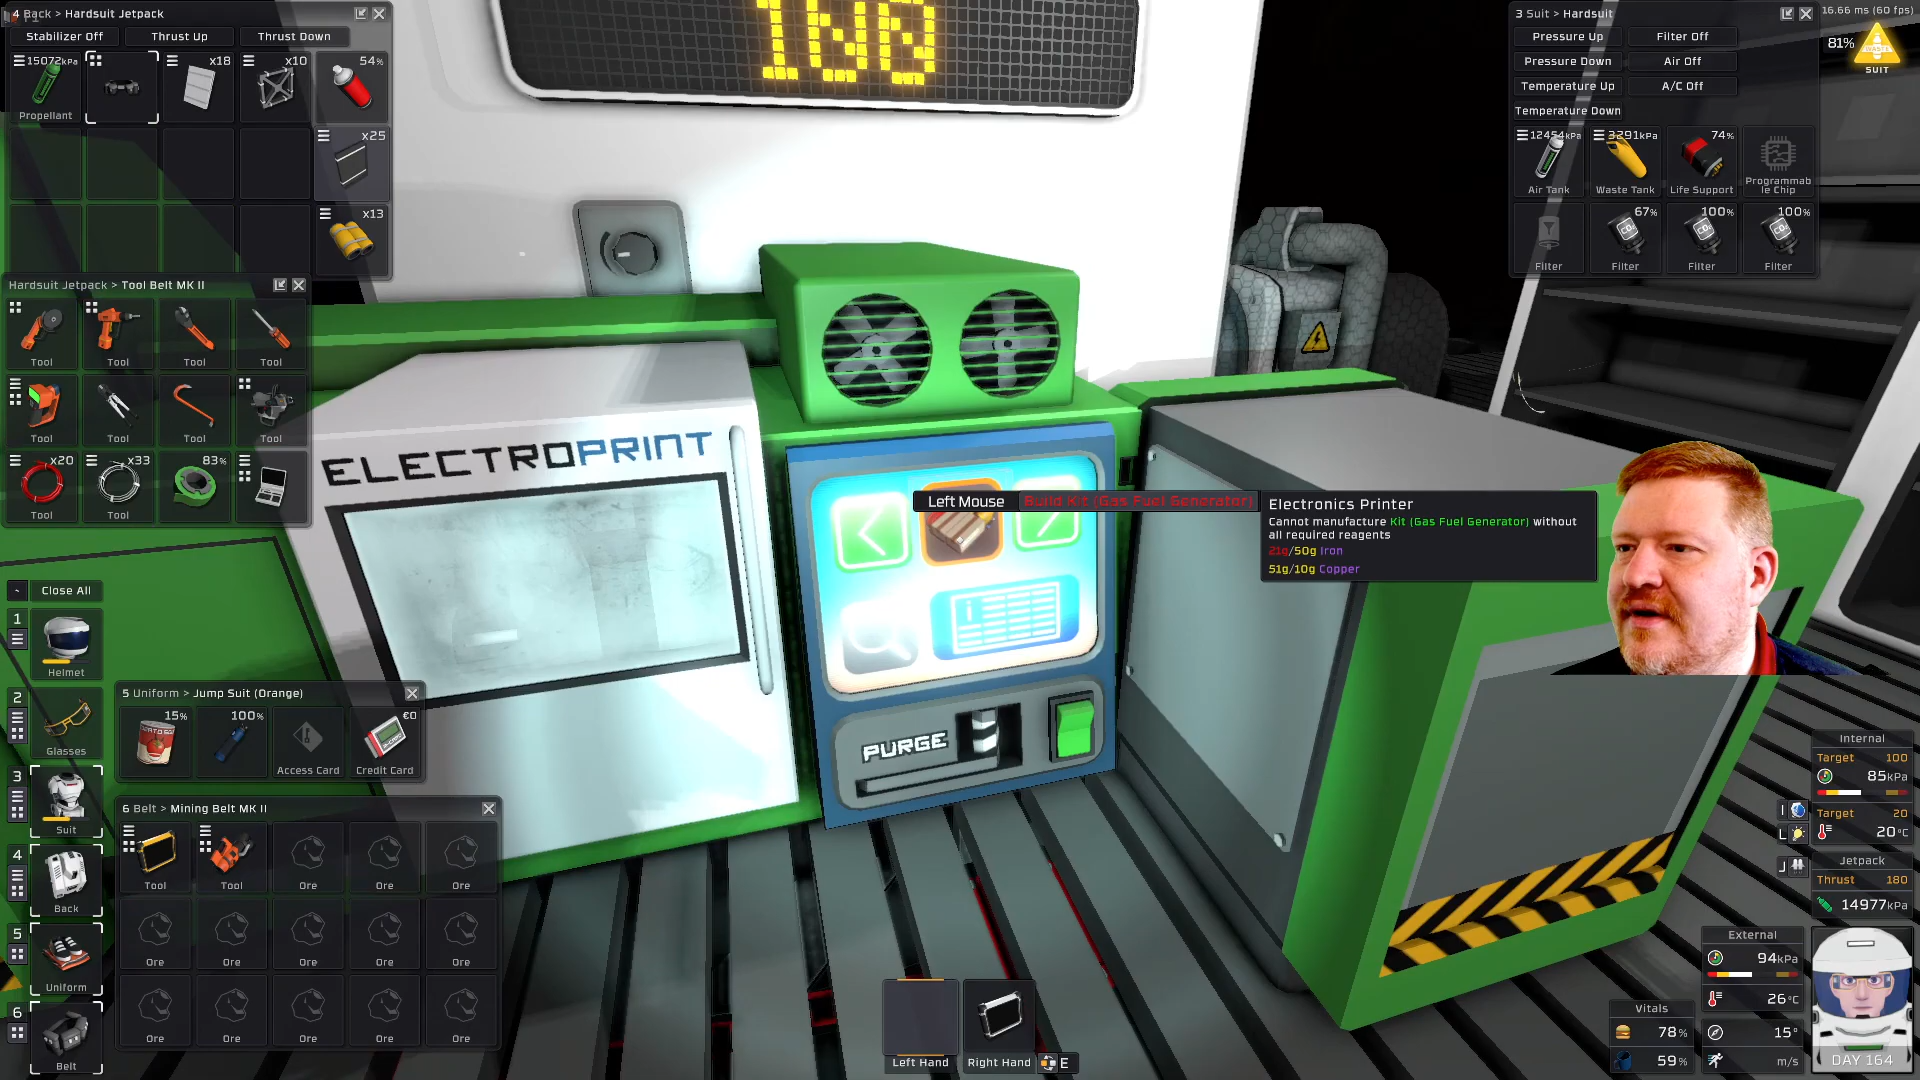 4 Back > Hardsuit Jetpack
Stabilizer Off
Thrust Up
Thrust Down
15072kPa
x18
x10
54%
Propellant
x25
x13
Hardsuit Jetpack > Tool Belt MK II
Tool
Tool
Tool
Tool
Tool
Tool
Tool
Tool
x20
x33
83%
Tool
Tool
Tool
Tool
~
Close All
1
Helmet
2
Glasses
3
Suit
4
Back
5
Uniform
6
Belt
5 Uniform > Jump Suit (Orange)
15%
100%
€0
Access Card
Credit Card
6 Belt > Mining Belt MK II
Tool
Tool
Ore
Ore
Ore
Ore
Ore
Ore
Ore
Ore
Ore
Ore
Ore
Ore
Ore
100
ELECTROPRINT
PURGE
Left Mouse
Build Kit (Gas Fuel Generator)
Electronics Printer
Cannot manufacture Kit (Gas Fuel Generator) without
all required reagents
21g/50g Iron
51g/10g Copper
Left Hand
Right Hand
E
3 Suit > Hardsuit
Pressure Up
Filter Off
Pressure Down
Air Off
Temperature Up
A/C Off
Temperature Down
12454kPa
3291kPa
74%
Air Tank
Waste Tank
Life Support
Programmab
le Chip
67%
100%
100%
Filter
Filter
Filter
Filter
16.66 ms (60 fps)
81%
WASTE
SUIT
Internal
Target 100
85kPa
I
Target 20
L
20°C
J
Jetpack
Thrust 180
14977kPa
External
94kPa
26°C
Vitals
78%
15°
59%
m/s
DAY 164